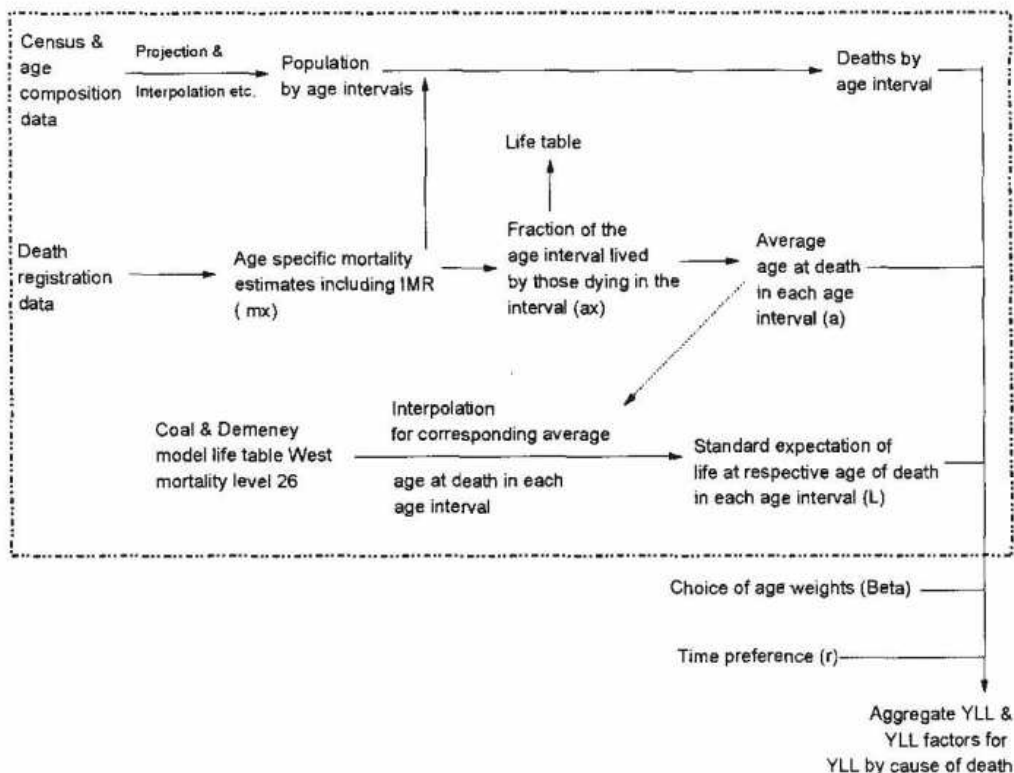 Census &
age
composition
data
Projection &
Interpolation etc.
Population
by age intervals
Deaths by
age interval
Life table
Death
registration
data
Age specific mortality
estimates including IMR
( mx)
Fraction of the
age interval lived
by those dying in the
interval (ax)
Average
age at death
in each age
interval (a)
Coal & Demeney
model life table West
mortality level 26
Interpolation
for corresponding average
age at death in each
age interval
Standard expectation of
life at respective age of death
in each age interval (L)
Choice of age weights (Beta)
Time preference (r)
Aggregate YLL &
YLL factors for
YLL by cause of death